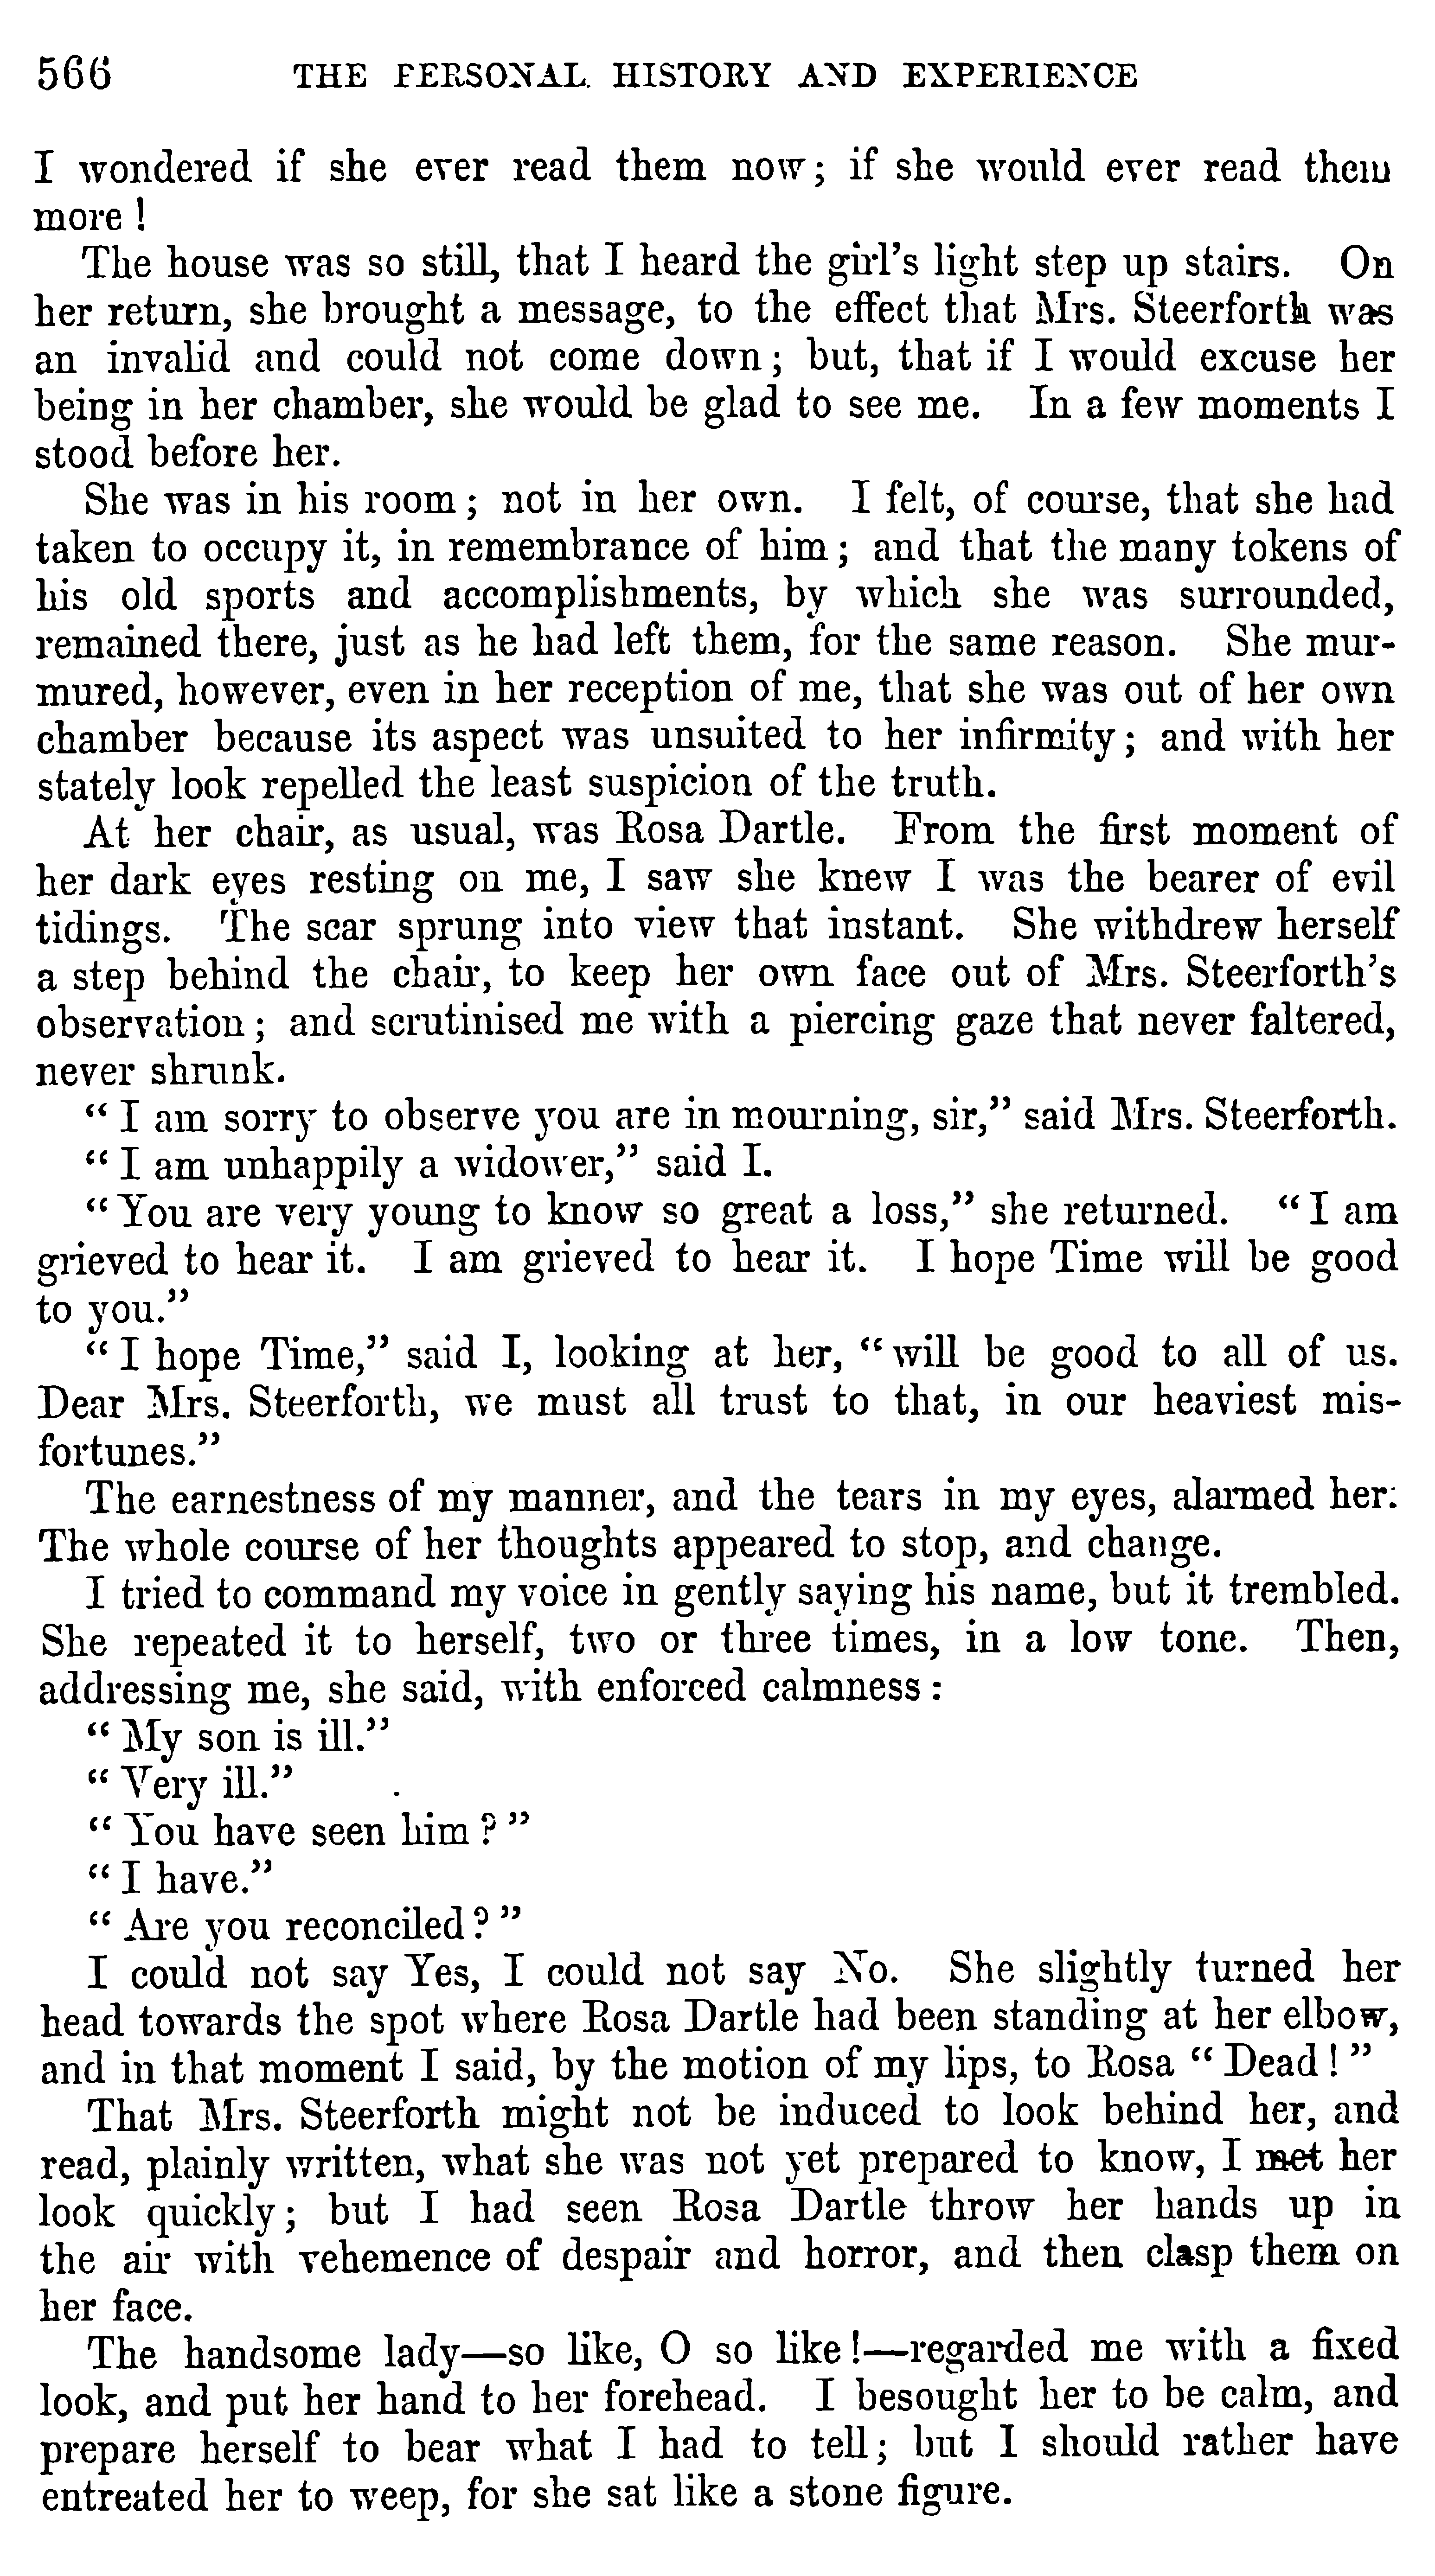 566 THE PERSONAL HISTORY AND EXPERIENCE
I wondered if she ever read them now; if she would ever read them
more!
The house was so still, that I heard the girl's light step up stairs. On
her return, she brought a message, to the effect that Mrs. Steerforth was
an invalid and could not come down; but, that if I would excuse her
being in her chamber, she would be glad to see me. In a few moments I
stood before her.
She was in his room; not in her own. I felt, of course, that she had
taken to occupy it, in remembrance of him; and that the many tokens of
his old sports and accomplishments, by which she was surrounded,
remained there, just as he had left them, for the same reason. She mur-
mured, however, even in her reception of me, that she was out of her own
chamber because its aspect was unsuited to her infirmity; and with her
stately look repelled the least suspicion of the truth.
At her chair, as usual, was Rosa Dartle. From the first moment of
her dark eyes resting on me, I saw she knew I was the bearer of evil
tidings. The scar sprung into view that instant. She withdrew herself
a step behind the chair, to keep her own face out of Mrs. Steerforth's
observation; and scrutinised me with a piercing gaze that never faltered,
never shrunk.
"I am sorry to observe you are in mourning, sir," said Mrs. Steerforth.
"I am unhappily a widower," said I.
"You are very young to know so great a loss," she returned. "I am
grieved to hear it. I am grieved to hear it. I hope Time will be good
to you."
"I hope Time," said I, looking at her, "will be good to all of us.
Dear Mrs. Steerforth, we must all trust to that, in our heaviest mis-
fortunes."
The earnestness of my manner, and the tears in my eyes, alarmed her.
The whole course of her thoughts appeared to stop, and change.
I tried to command my voice in gently saying his name, but it trembled.
She repeated it to herself, two or three times, in a low tone. Then,
addressing me, she said, with enforced calmness:
"My son is ill."
"Very ill."
"You have seen him?"
"I have."
"Are you reconciled?"
I could not say Yes, I could not say No. She slightly turned her
head towards the spot where Rosa Dartle had been standing at her elbow,
and in that moment I said, by the motion of my lips, to Rosa "Dead!"
That Mrs. Steerforth might not be induced to look behind her, and
read, plainly written, what she was not yet prepared to know, I met her
look quickly; but I had seen Rosa Dartle throw her hands up in
the air with vehemence of despair and horror, and then clasp them on
her face.
The handsome lady—so like, O so like!—regarded me with a fixed
look, and put her hand to her forehead. I besought her to be calm, and
prepare herself to bear what I had to tell; but I should rather have
entreated her to weep, for she sat like a stone figure.